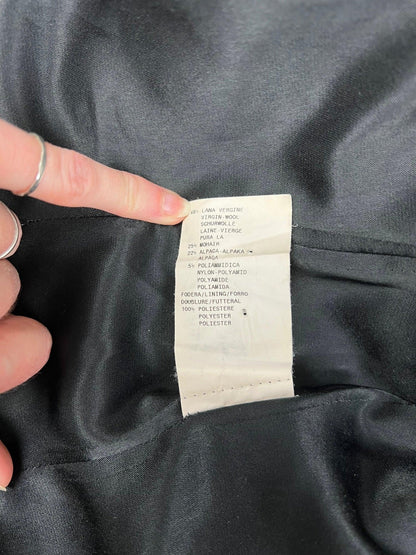 LANA VERGINE
VIRGIN WOOL
SCHURWOLLE
LAINE VIERGE
PURA LA
25% MOHAIR
22% ALPACA-ALPAKA
ALPAGA
5% POLIAMMIDICA
NYLON-POLYAMID
POLYAMIDE
POLIAMIDA
FODERA/LINING/FORRO
DOUBLURE/FUTTERAL
100% POLIESTERE
POLYESTER
POLIESTER